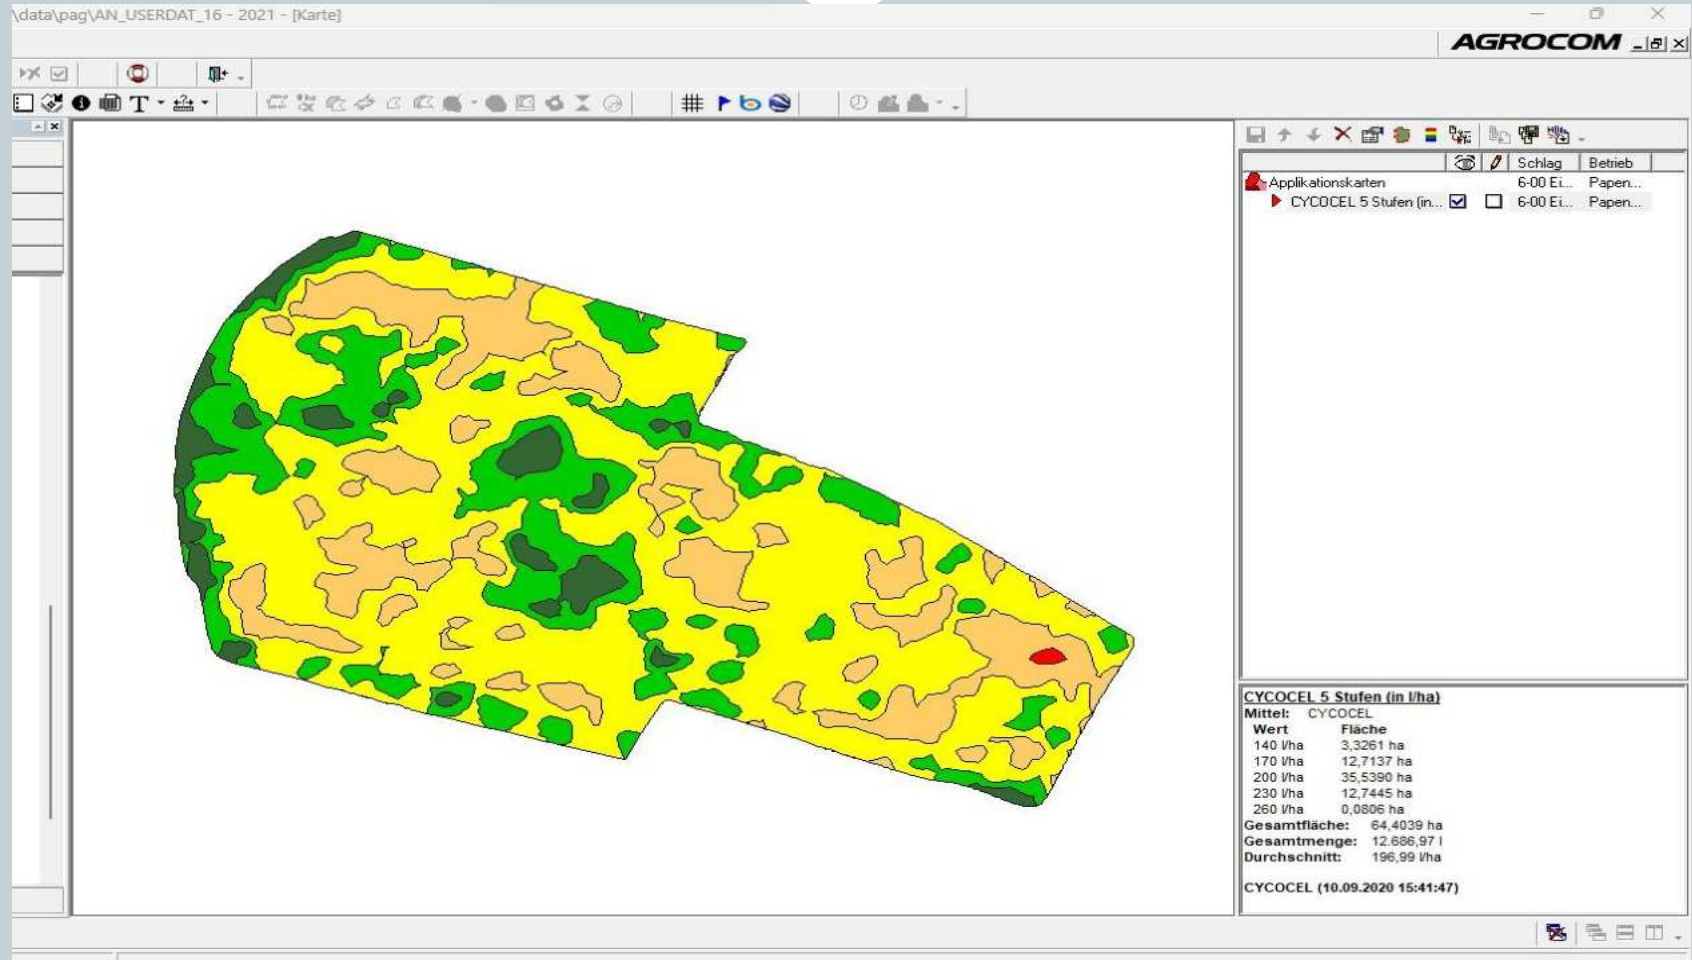 \data\pag\AN_USERDAT_16 - 2021 - [Karte]
AGROCOM
Schlag Betrieb
Applikationskarten 6-00 Ei... Papen...
CYCOCEL 5 Stufen (in... 6-00 Ei... Papen...
CYCOCEL 5 Stufen (in l/ha)
Mittel: CYCOCEL
Wert Fläche
140 l/ha 3,3261 ha
170 l/ha 12,7137 ha
200 l/ha 35,5390 ha
230 l/ha 12,7445 ha
260 l/ha 0,0806 ha
Gesamtfläche: 64,4039 ha
Gesamtmenge: 12.686,97 l
Durchschnitt: 196,99 l/ha
CYCOCEL (10.09.2020 15:41:47)